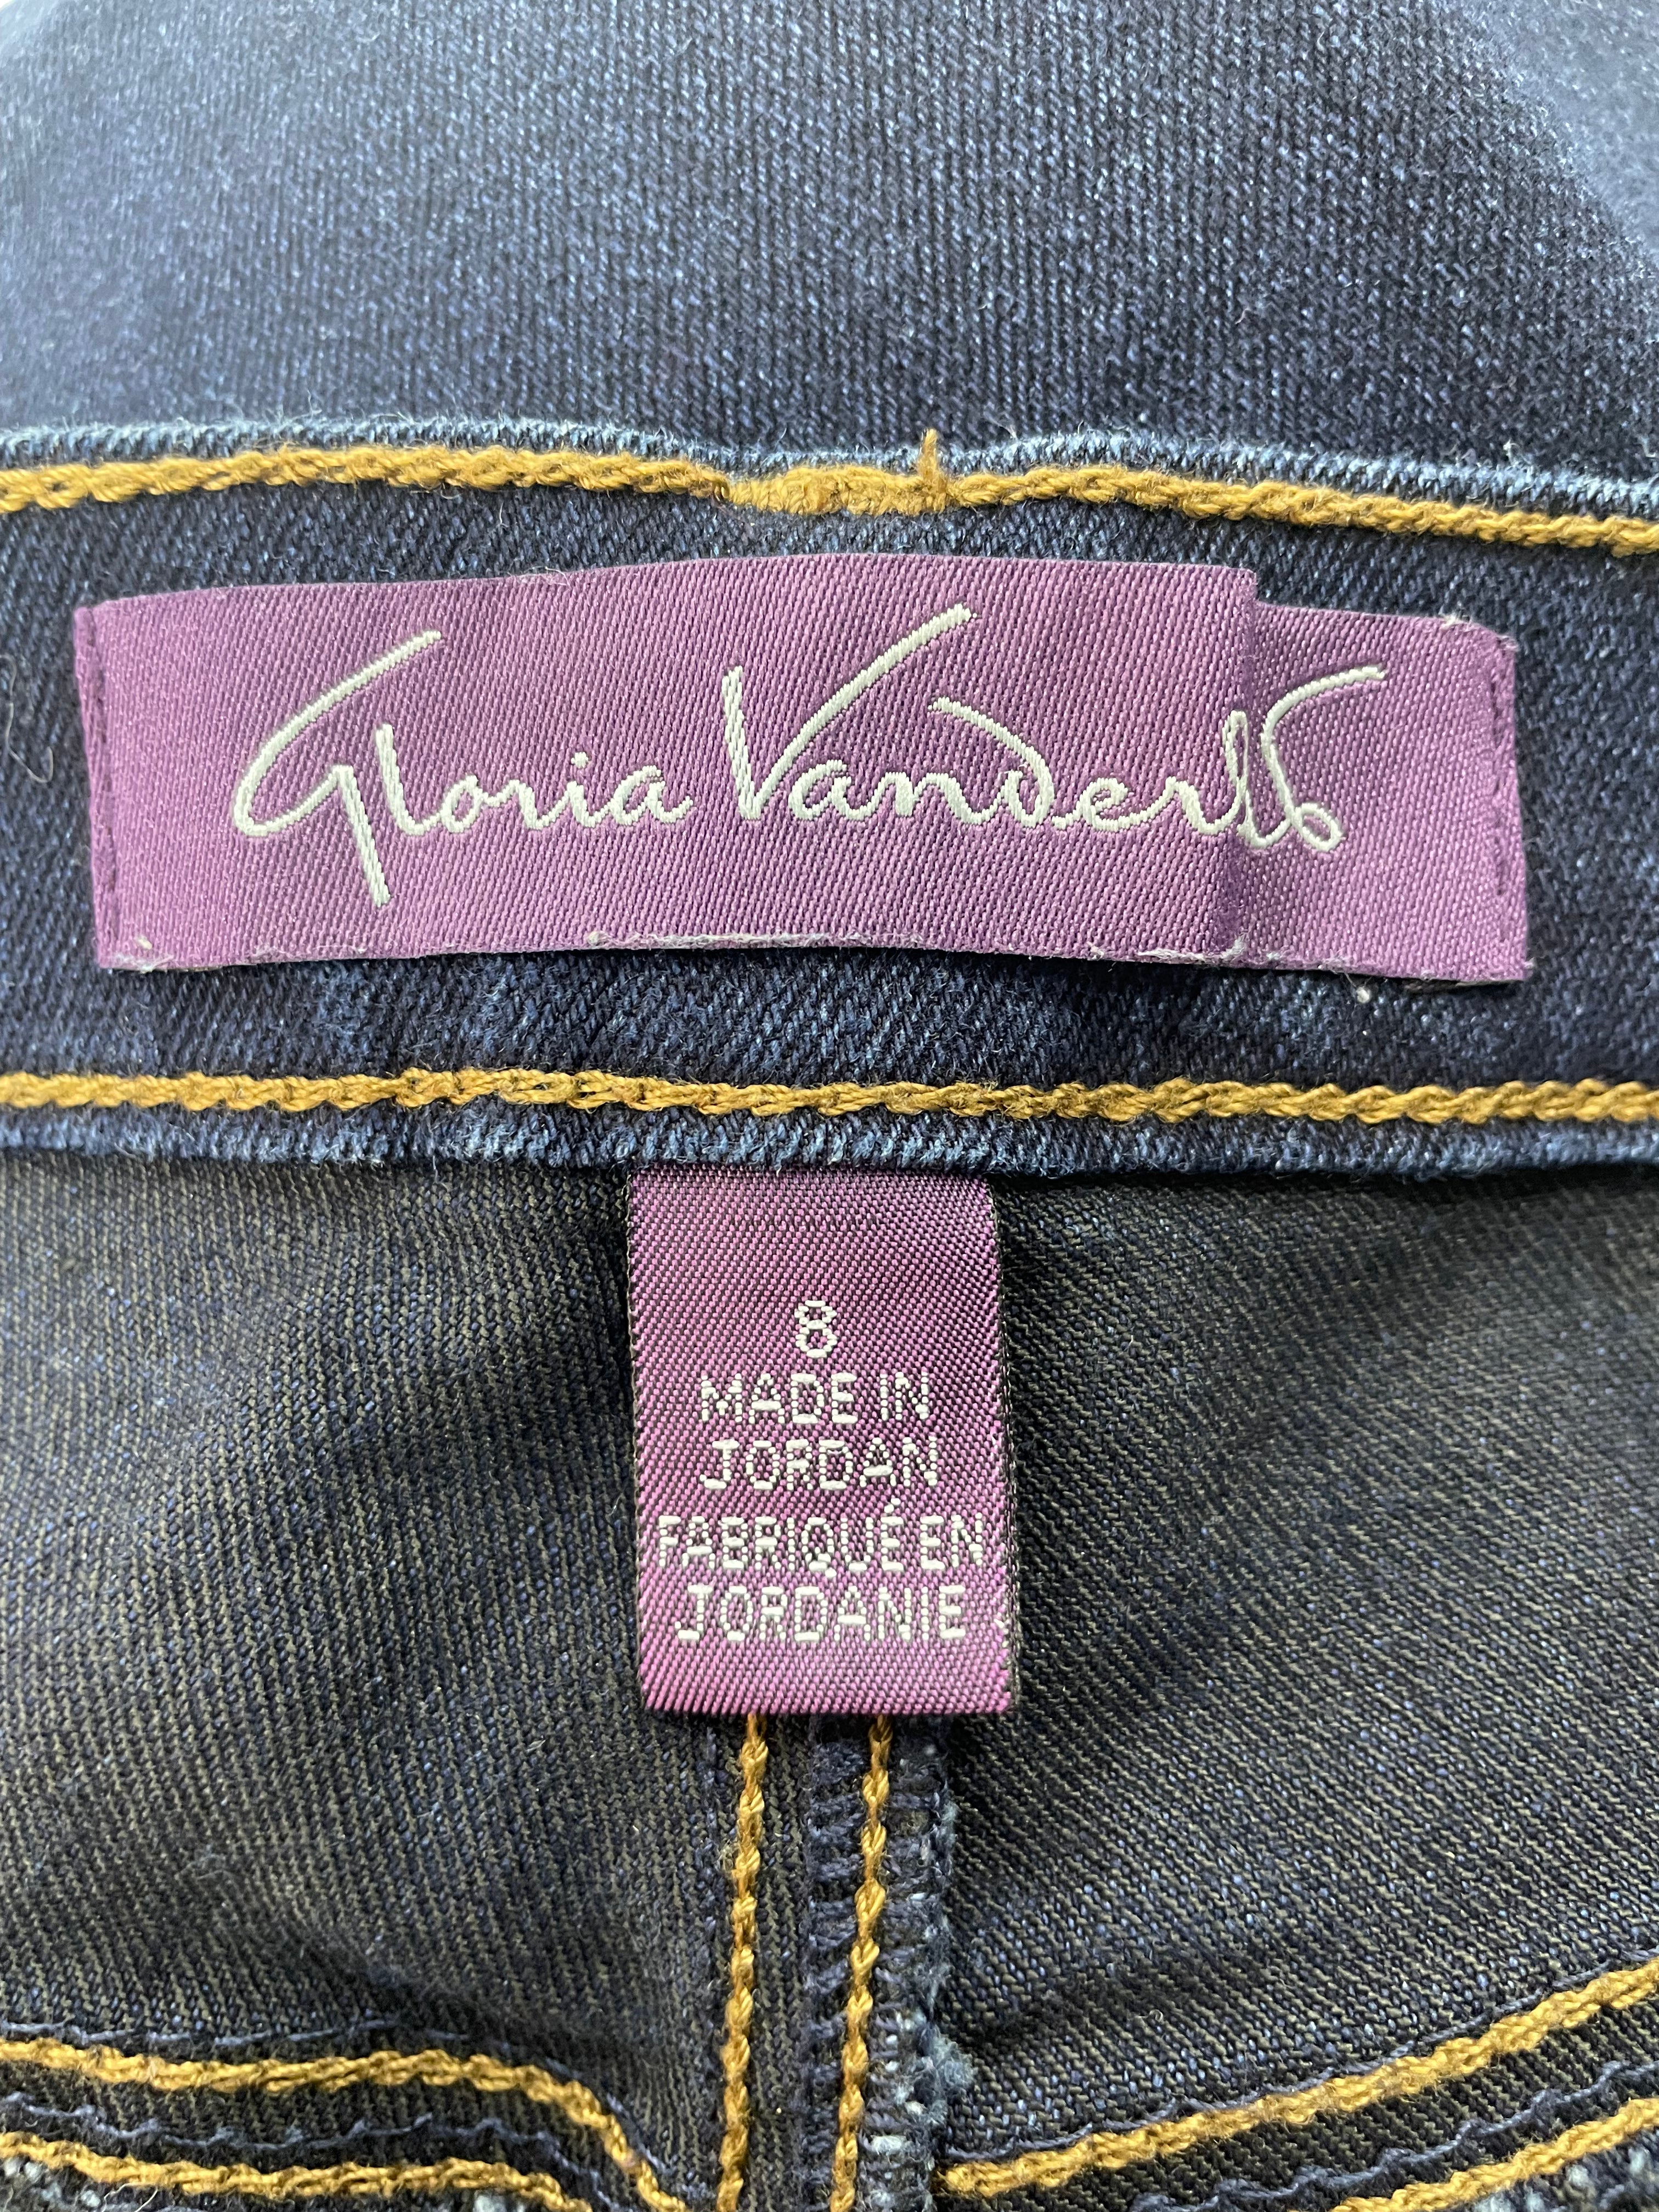 Gloria Vanderbilt
8
MADE IN
JORDAN
FABRIQUÉ EN
JORDANIE